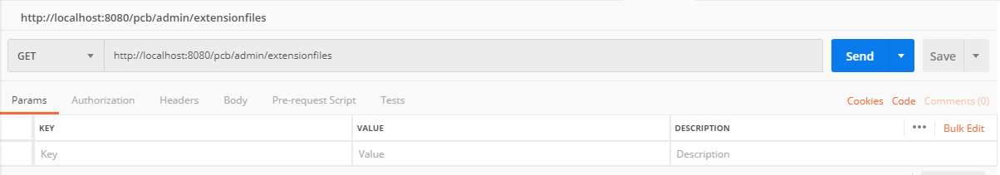 http://localhost:8080/pcb/admin/extensionfiles
GET http://localhost:8080/pcb/admin/extensionfiles Send Save
Params Authorization Headers Body Pre-request Script Tests Cookies Code Comments (0)
KEY VALUE DESCRIPTION ••• Bulk Edit
Key Value Description